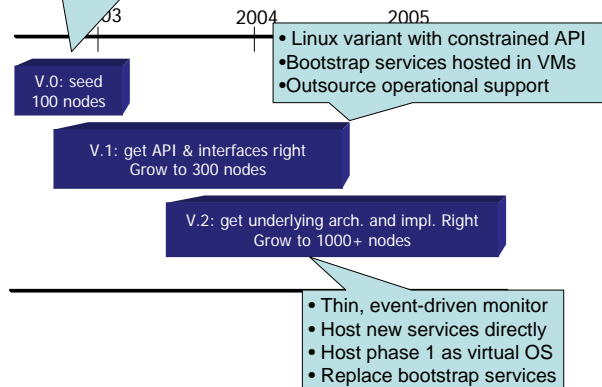 03
2004
2005
• Linux variant with constrained API
•Bootstrap services hosted in VMs
•Outsource operational support
V.0: seed
100 nodes
V.1: get API & interfaces right
Grow to 300 nodes
V.2: get underlying arch. and impl. Right
Grow to 1000+ nodes
• Thin, event-driven monitor
• Host new services directly
• Host phase 1 as virtual OS
• Replace bootstrap services